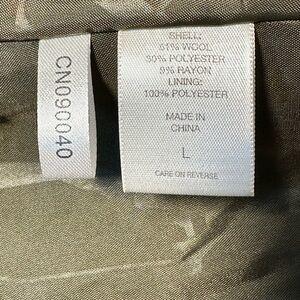 CN090040
SHELL:
61% WOOL
30% POLYESTER
9% RAYON
LINING:
100% POLYESTER
MADE IN
CHINA
L
CARE ON REVERSE